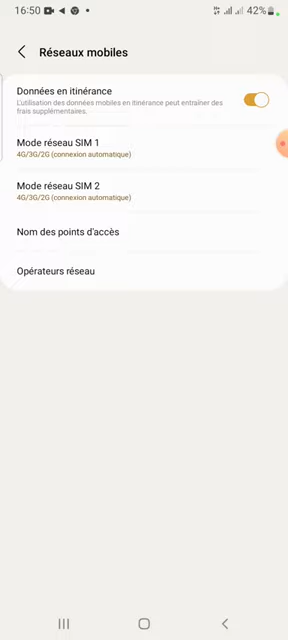 16:50
42%
Réseaux mobiles
Données en itinérance
L'utilisation des données mobiles en itinérance peut entraîner des
frais supplémentaires.
Mode réseau SIM 1
4G/3G/2G (connexion automatique)
Mode réseau SIM 2
4G/3G/2G (connexion automatique)
Nom des points d'accès
Opérateurs réseau